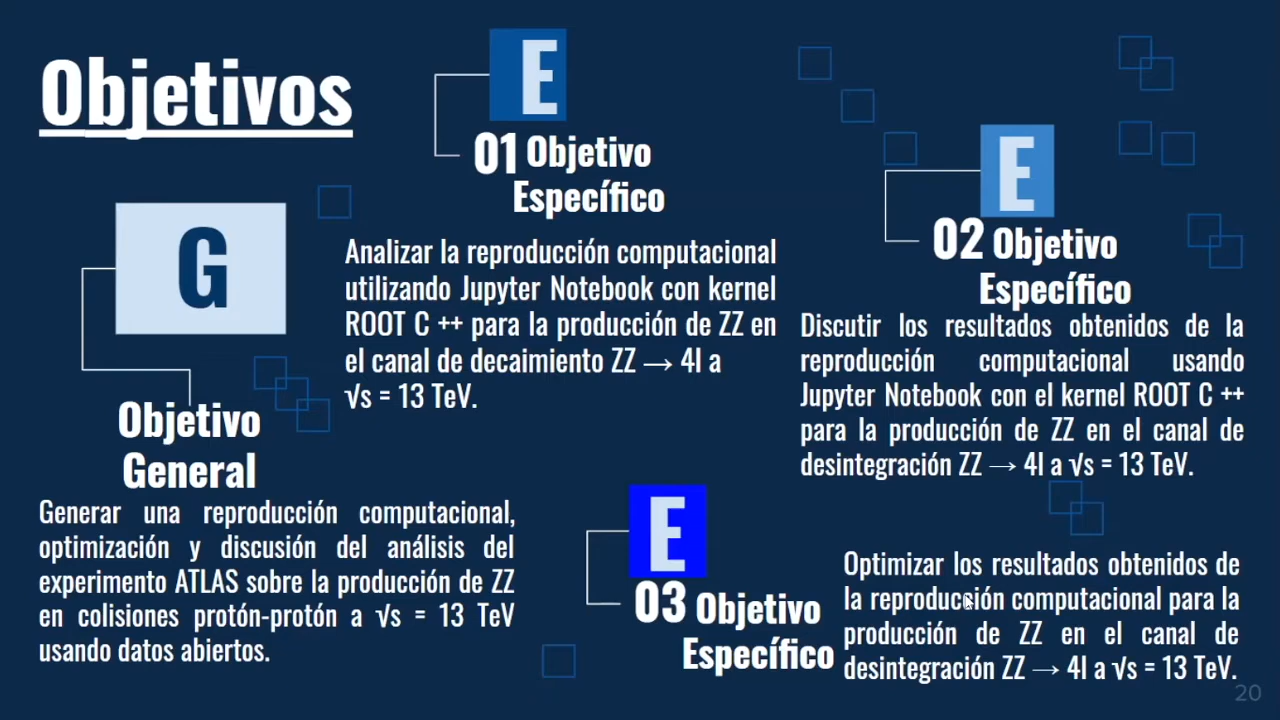 Objetivos
G
Objetivo
General
Generar una reproducción computacional,
optimización y discusión del análisis del
experimento ATLAS sobre la producción de ZZ
en colisiones protón-protón a √s = 13 TeV
usando datos abiertos.
E
01 Objetivo
Específico
Analizar la reproducción computacional
utilizando Jupyter Notebook con kernel
ROOT C ++ para la producción de ZZ en
el canal de decaimiento ZZ → 4l a
√s = 13 TeV.
E
02 Objetivo
Específico
Discutir los resultados obtenidos de la
reproducción computacional usando
Jupyter Notebook con el kernel ROOT C ++
para la producción de ZZ en el canal de
desintegración ZZ → 4l a √s = 13 TeV.
E
03 Objetivo
Específico
Optimizar los resultados obtenidos de
la reproducción computacional para la
producción de ZZ en el canal de
desintegración ZZ → 4l a √s = 13 TeV.
20